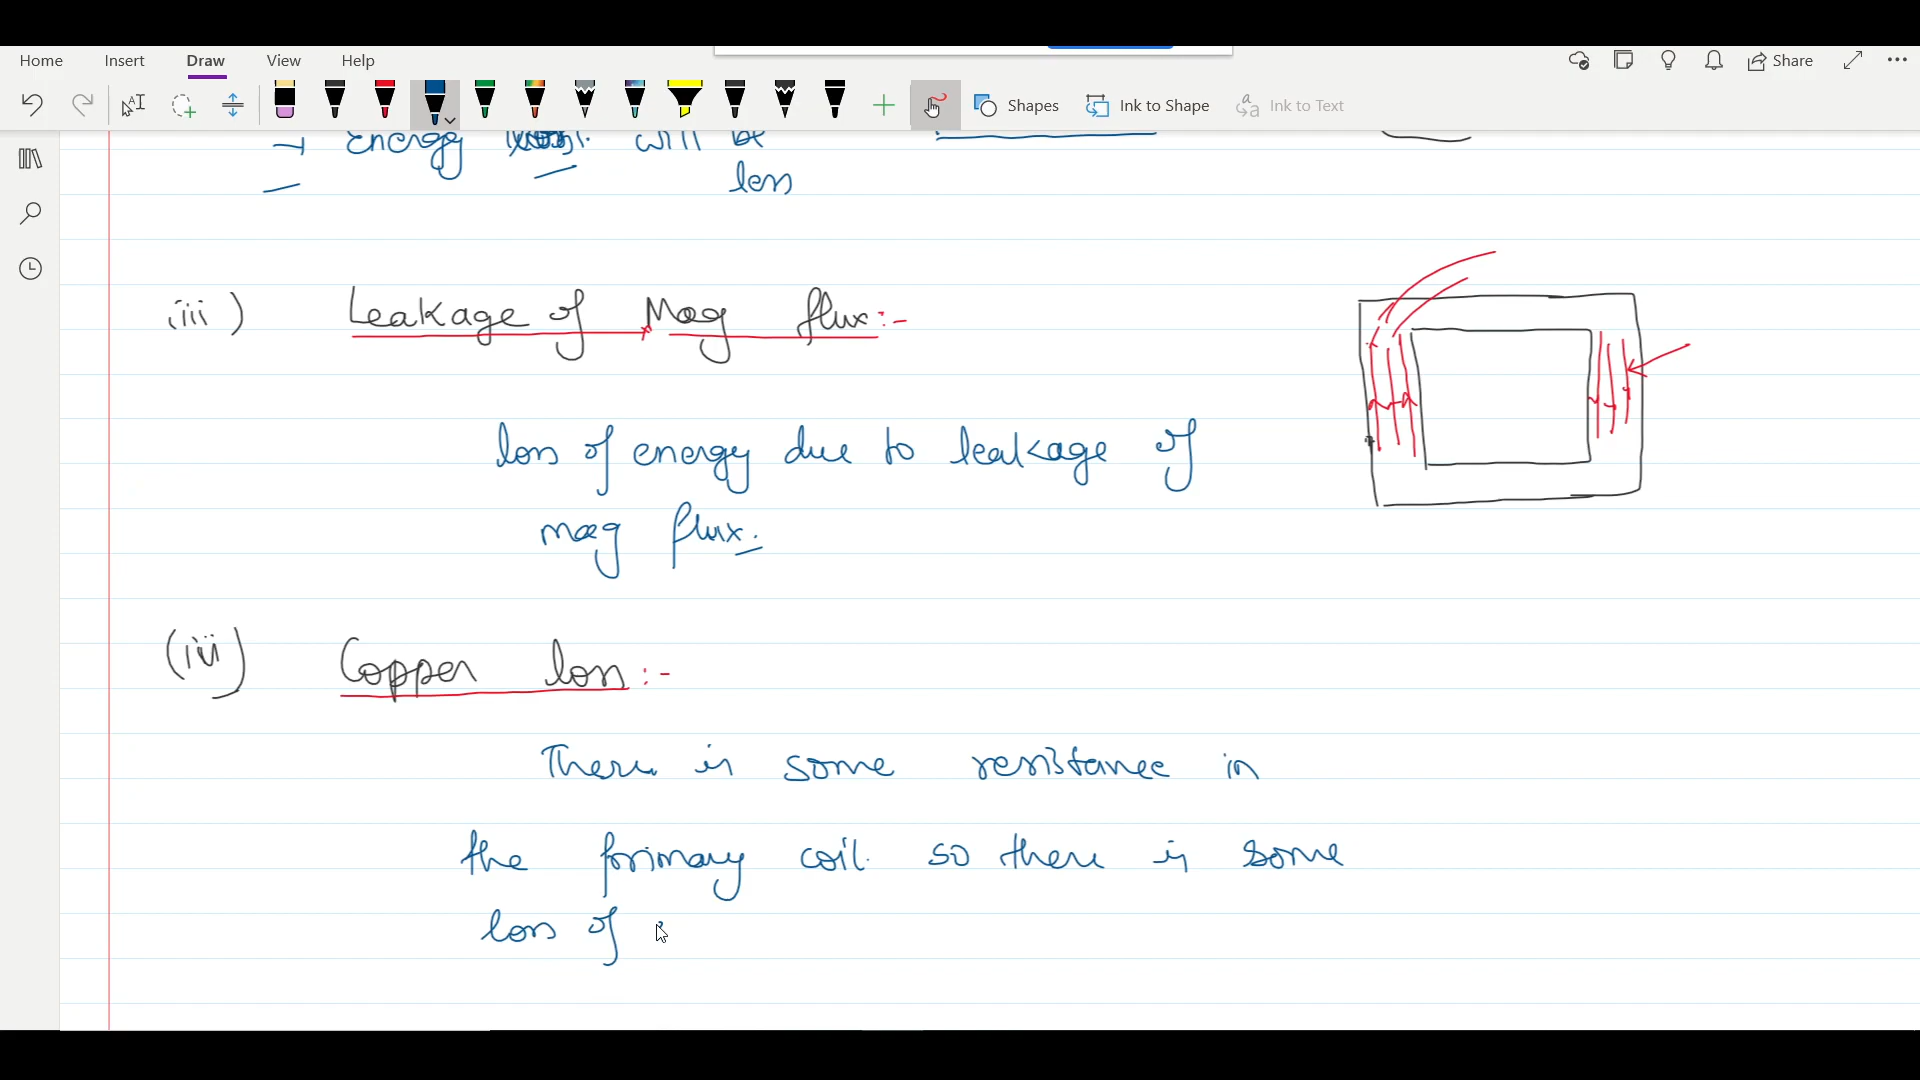 Home Insert Draw View Help Share
Shapes Ink to Shape Ink to Text
→ energy will be
less
iii) Leakage of Mag flux:-
loss of energy due to leakage of
mag flux.
(iv) Copper loss:-
There is some resistance in
the primary coil. so there is some
loss of